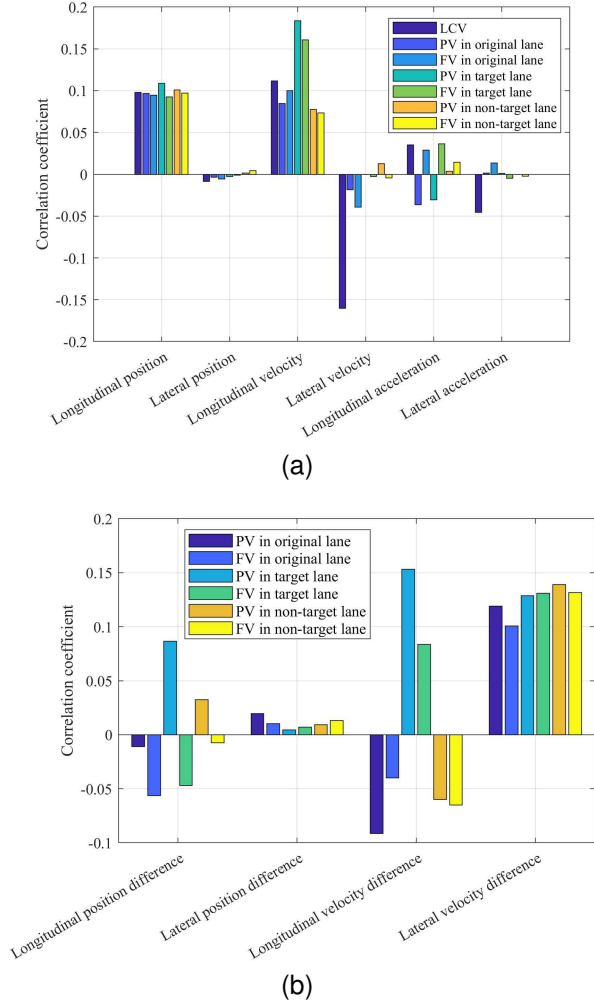 0.2
0.15
0.1
0.05
0
-0.05
-0.1
-0.15
-0.2
Correlation coefficient
LCV
PV in original lane
FV in original lane
PV in target lane
FV in target lane
PV in non-target lane
FV in non-target lane
Longitudinal position
Lateral position
Longitudinal velocity
Lateral velocity
Longitudinal acceleration
Lateral acceleration
(a)
0.2
0.15
0.1
0.05
0
-0.05
-0.1
Correlation coefficient
PV in original lane
FV in original lane
PV in target lane
FV in target lane
PV in non-target lane
FV in non-target lane
Longitudinal position difference
Lateral position difference
Longitudinal velocity difference
Lateral velocity difference
(b)